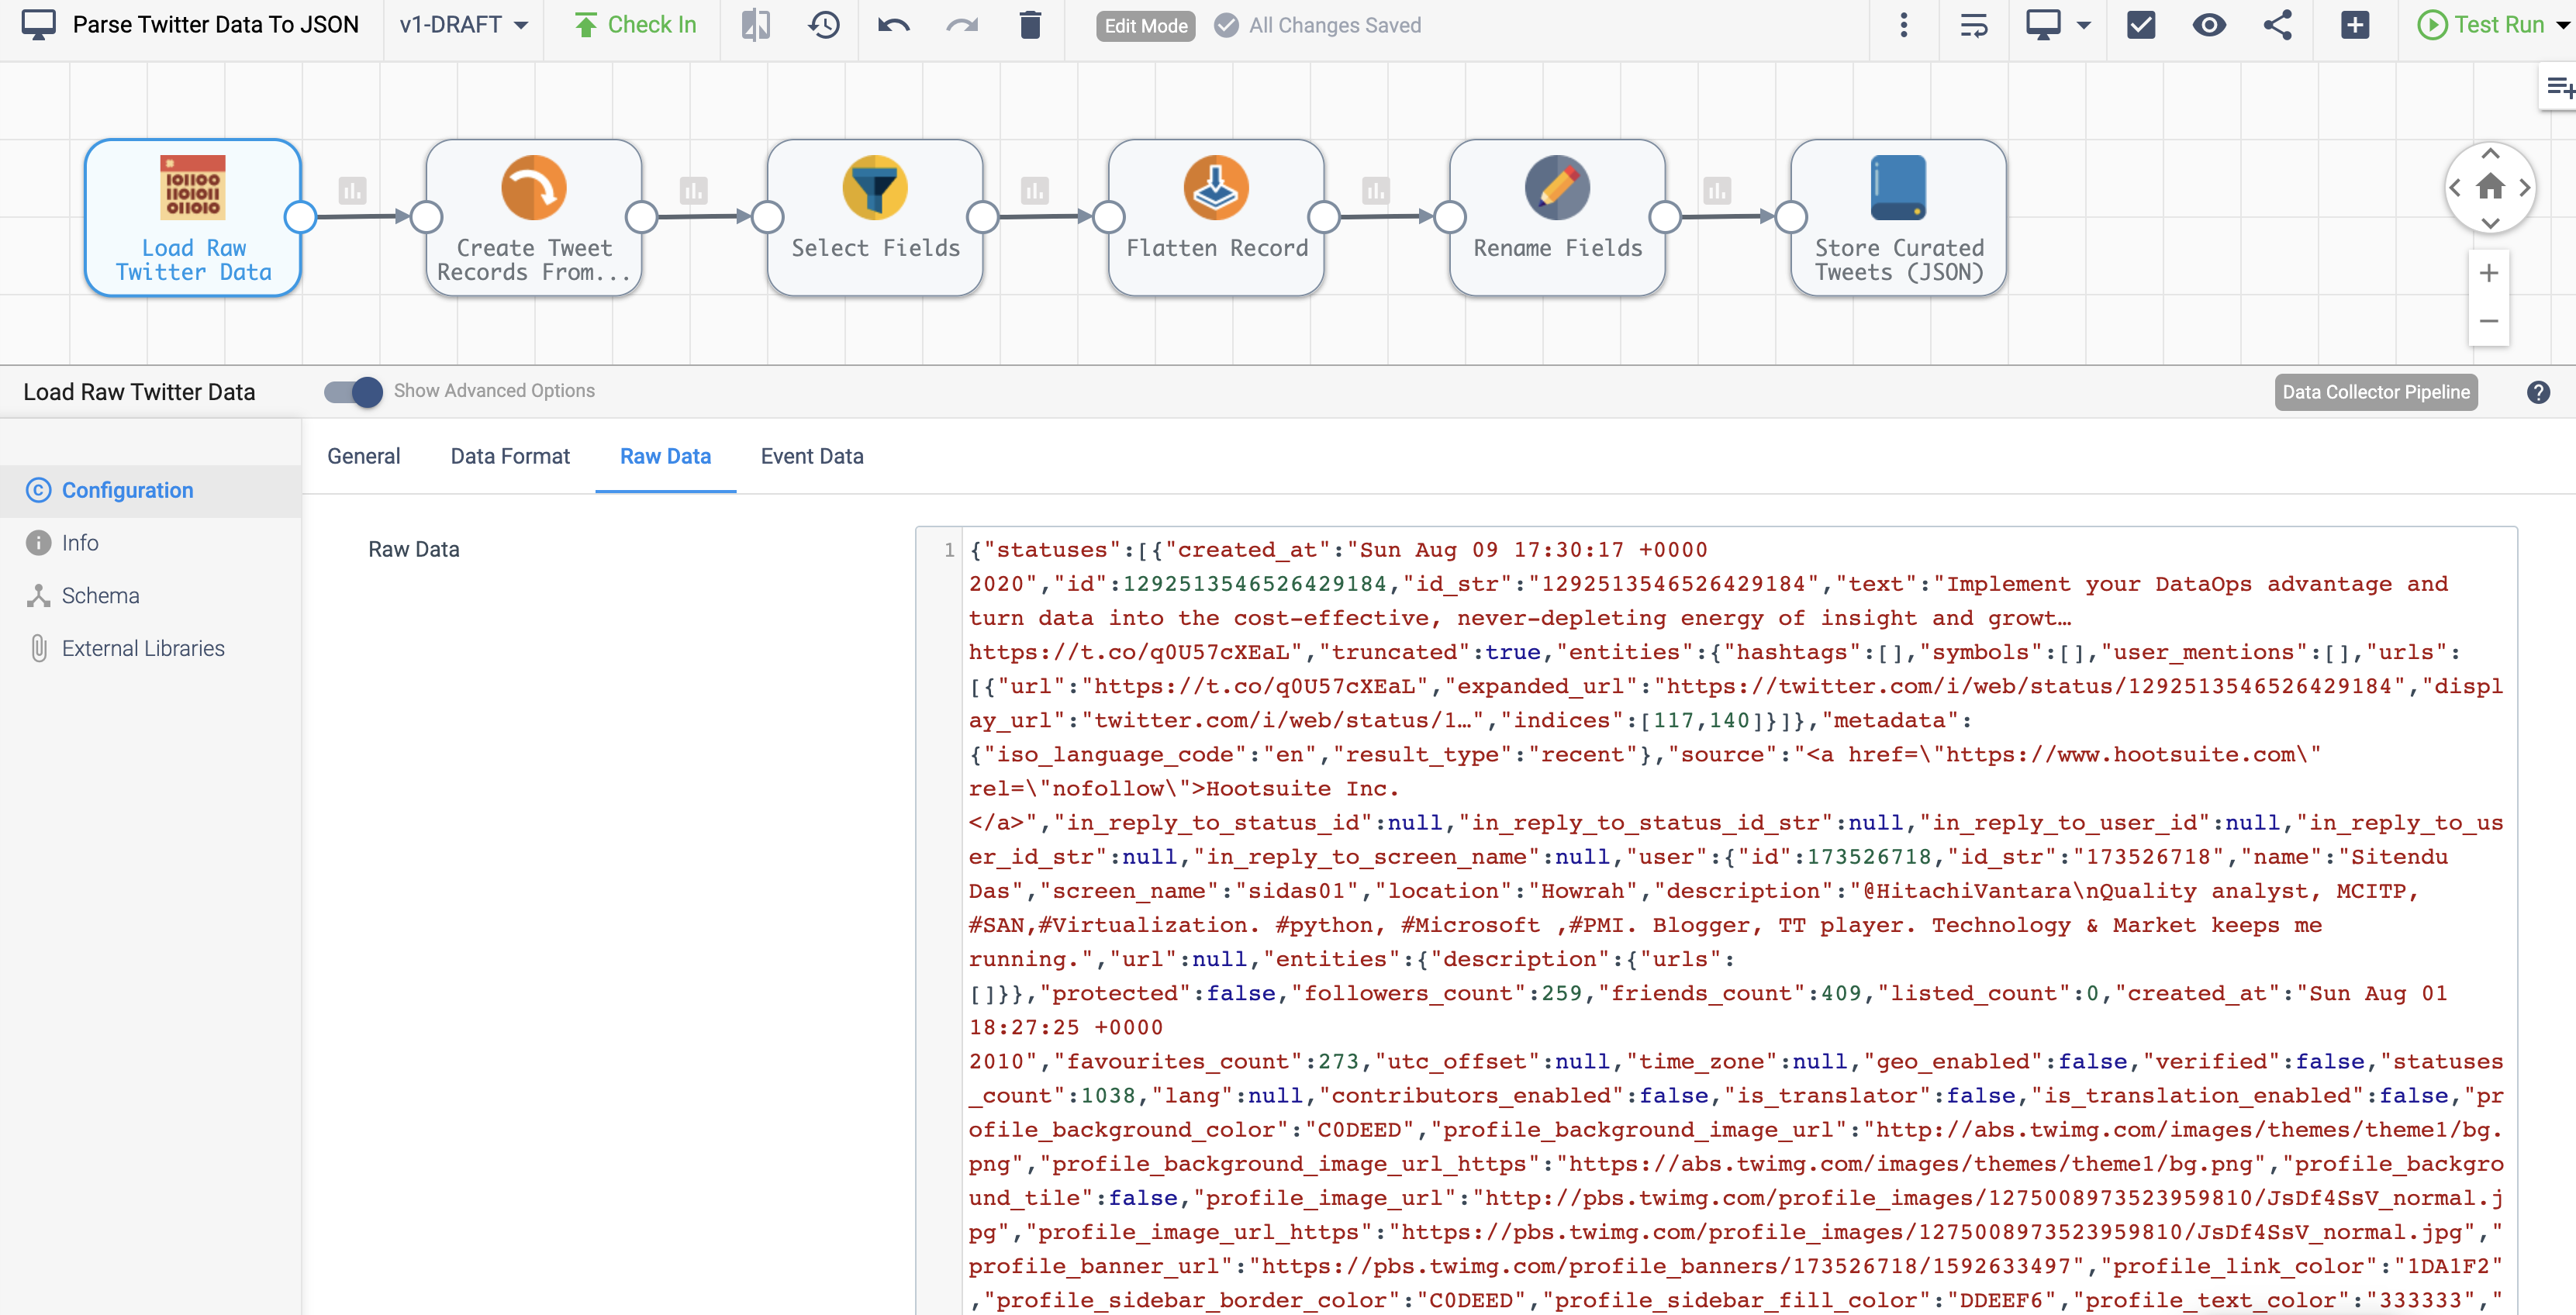 Parse Twitter Data To JSON
v1-DRAFT
Check In
Edit Mode
All Changes Saved
Test Run
Load Raw
Twitter Data
Create Tweet
Records From...
Select Fields
Flatten Record
Rename Fields
Store Curated
Tweets (JSON)
Load Raw Twitter Data
Show Advanced Options
Data Collector Pipeline
General
Data Format
Raw Data
Event Data
Configuration
Info
Schema
External Libraries
Raw Data
1
{"statuses":[{"created_at":"Sun Aug 09 17:30:17 +0000
2020","id":1292513546526429184,"id_str":"1292513546526429184","text":"Implement your DataOps advantage and
turn data into the cost-effective, never-depleting energy of insight and growt…
https://t.co/q0U57cXEaL","truncated":true,"entities":{"hashtags":[],"symbols":[],"user_mentions":[],"urls":
[{"url":"https://t.co/q0U57cXEaL","expanded_url":"https://twitter.com/i/web/status/1292513546526429184","displ
ay_url":"twitter.com/i/web/status/1…","indices":[117,140]}]},"metadata":
{"iso_language_code":"en","result_type":"recent"},"source":"<a href=\"https://www.hootsuite.com\"
rel=\"nofollow\">Hootsuite Inc.
</a>","in_reply_to_status_id":null,"in_reply_to_status_id_str":null,"in_reply_to_user_id":null,"in_reply_to_us
er_id_str":null,"in_reply_to_screen_name":null,"user":{"id":173526718,"id_str":"173526718","name":"Sitendu
Das","screen_name":"sidas01","location":"Howrah","description":"@HitachiVantara\nQuality analyst, MCITP,
#SAN,#Virtualization. #python, #Microsoft ,#PMI. Blogger, TT player. Technology & Market keeps me
running.","url":null,"entities":{"description":{"urls":
[]}},"protected":false,"followers_count":259,"friends_count":409,"listed_count":0,"created_at":"Sun Aug 01
18:27:25 +0000
2010","favourites_count":273,"utc_offset":null,"time_zone":null,"geo_enabled":false,"verified":false,"statuses
_count":1038,"lang":null,"contributors_enabled":false,"is_translator":false,"is_translation_enabled":false,"pr
ofile_background_color":"C0DEED","profile_background_image_url":"http://abs.twimg.com/images/themes/theme1/bg.
png","profile_background_image_url_https":"https://abs.twimg.com/images/themes/theme1/bg.png","profile_backgro
und_tile":false,"profile_image_url":"http://pbs.twimg.com/profile_images/1275008973523959810/JsDf4SsV_normal.j
pg","profile_image_url_https":"https://pbs.twimg.com/profile_images/1275008973523959810/JsDf4SsV_normal.jpg","
profile_banner_url":"https://pbs.twimg.com/profile_banners/173526718/1592633497","profile_link_color":"1DA1F2"
,"profile_sidebar_border_color":"C0DEED","profile_sidebar_fill_color":"DDEEF6","profile_text_color":"333333","